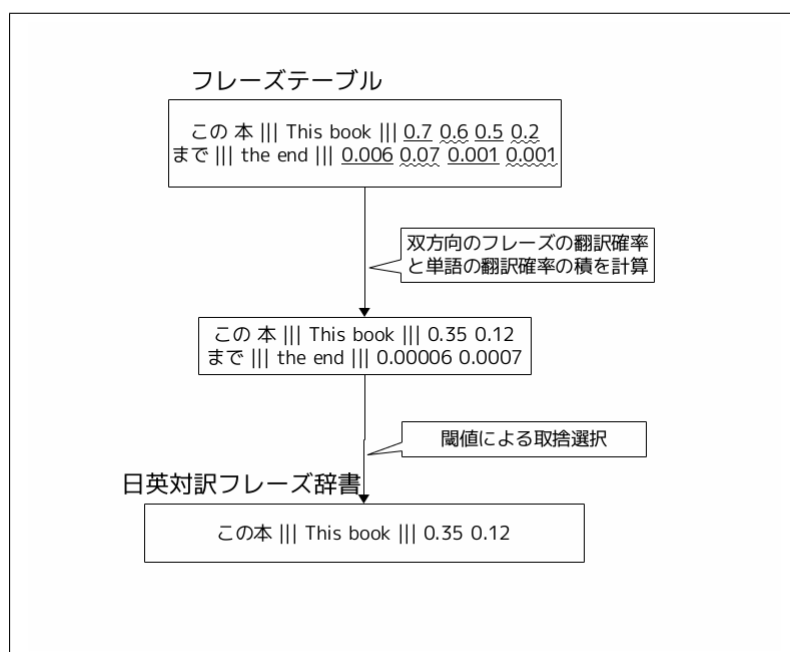 フレーズテーブル
この 本 ||| This book ||| 0.7 0.6 0.5 0.2
まで ||| the end ||| 0.006 0.07 0.001 0.001
双方向のフレーズの翻訳確率
と単語の翻訳確率の積を計算
この 本 ||| This book ||| 0.35 0.12
まで ||| the end ||| 0.00006 0.0007
閾値による取捨選択
日英対訳フレーズ辞書
この本 ||| This book ||| 0.35 0.12